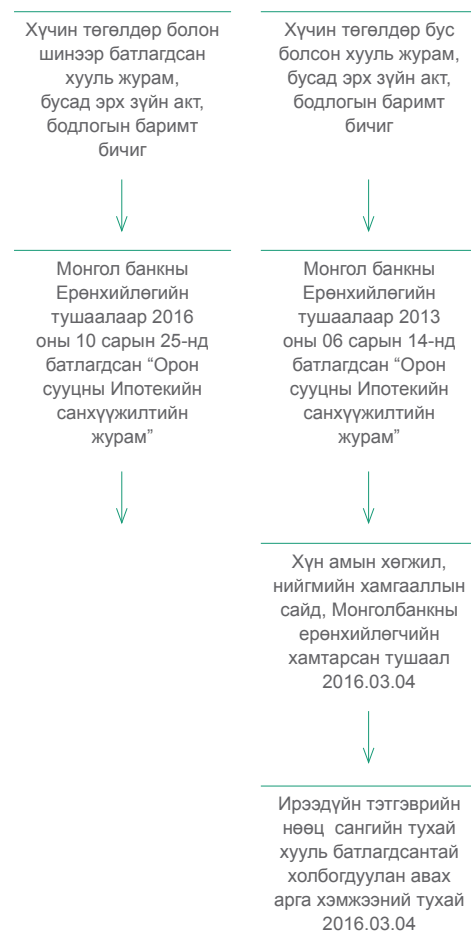 Хүчин төгөлдөр болон
шинээр батлагдсан
хууль журам,
бусад эрх зүйн акт,
бодлогын баримт
бичиг
Монгол банкны
Ерөнхийлөгийн
тушаалаар 2016
оны 10 сарын 25-нд
батлагдсан “Орон
сууцны Ипотекийн
санхүүжилтийн
журам”
Хүчин төгөлдөр бус
болсон хууль журам,
бусад эрх зүйн акт,
бодлогын баримт
бичиг
Монгол банкны
Ерөнхийлөгийн
тушаалаар 2013
оны 06 сарын 14-нд
батлагдсан “Орон
сууцны Ипотекийн
санхүүжилтийн
журам”
Хүн амын хөгжил,
нийгмийн хамгааллын
сайд, Монголбанкны
ерөнхийлөгчийн
хамтарсан тушаал
2016.03.04
Ирээдүйн тэтгэврийн
нөөц сангийн тухай
хууль батлагдсантай
холбогдуулан авах
арга хэмжээний тухай
2016.03.04